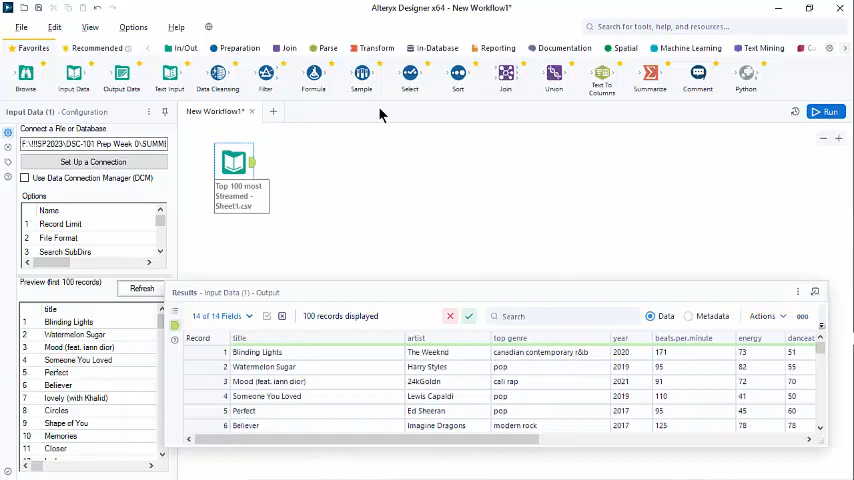 Alteryx Designer x64 - New Workflow1*
File Edit View Options Help
Search for tools, help, and resources...
Favorites Recommended In/Out Preparation Join Parse Transform In-Database Reporting Documentation Spatial Machine Learning Text Mining
Browse Input Data Output Data Text Input Data Cleansing Filter Formula Sample Select Sort Join Union Text To Columns Summarize Comment Python
Input Data (1) - Configuration
New Workflow1* × +
Run
Connect a File or Database
F:\!!!SP2023\DSC-101 Prep Week 0\SUMME
Set Up a Connection
Use Data Connection Manager (DCM)
Options
Name
1 Record Limit
2 File Format
3 Search SubDirs
Top 100 most
Streamed -
Sheet1.csv
Preview (first 100 records)
Refresh
title
1 Blinding Lights
2 Watermelon Sugar
3 Mood (feat. iann dior)
4 Someone You Loved
5 Perfect
6 Believer
7 lovely (with Khalid)
8 Circles
9 Shape of You
10 Memories
11 Closer
Results - Input Data (1) - Output
14 of 14 Fields 100 records displayed Search Data Metadata Actions 000
Record title artist top genre year beats.per.minute energy danceab
1 Blinding Lights The Weeknd canadian contemporary r&b 2020 171 73 51
2 Watermelon Sugar Harry Styles pop 2019 95 82 55
3 Mood (feat. iann dior) 24kGoldn cali rap 2021 91 72 70
4 Someone You Loved Lewis Capaldi pop 2019 110 41 50
5 Perfect Ed Sheeran pop 2017 95 45 60
6 Believer Imagine Dragons modern rock 2017 125 78 78